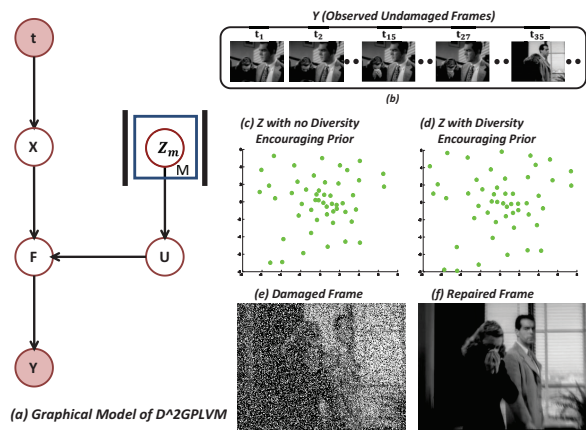 t
X
F
Y
Z_m
M
U
(a) Graphical Model of D^2GPLVM
Y (Observed Undamaged Frames)
t_1 t_2 t_15 t_27 t_35
(b)
(c) Z with no Diversity
Encouraging Prior
(d) Z with Diversity
Encouraging Prior
(e) Damaged Frame
(f) Repaired Frame